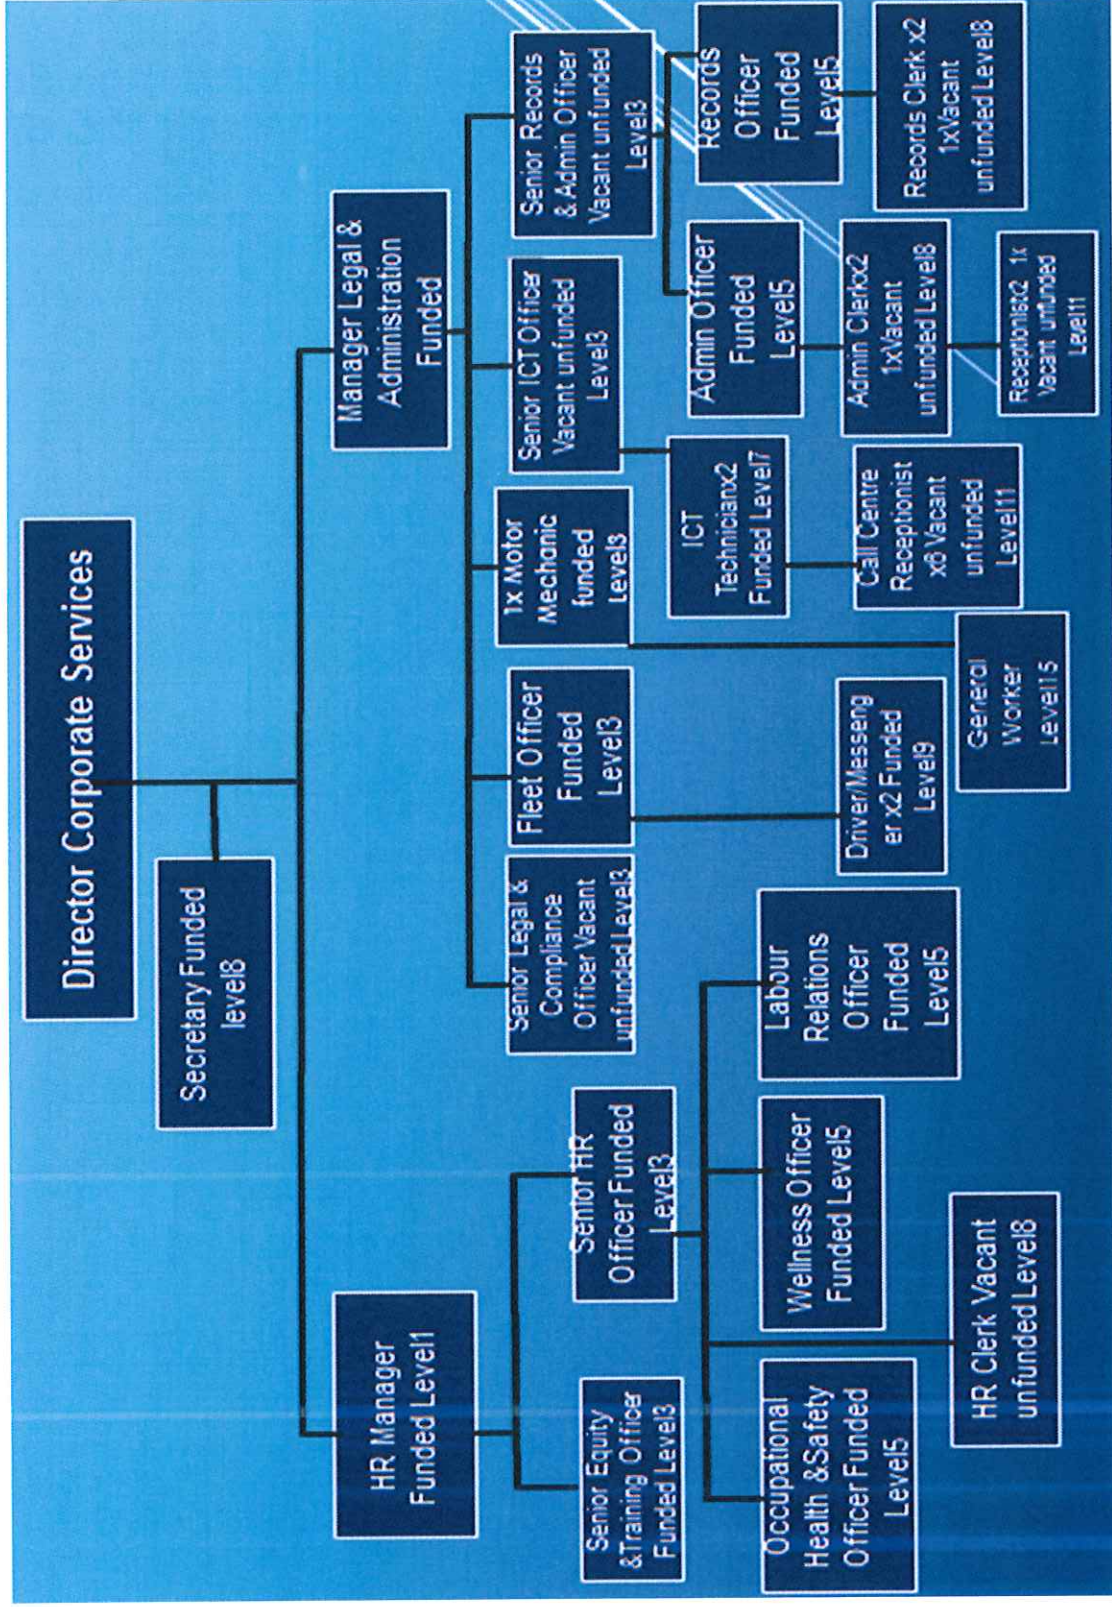 Director Corporate Services
Secretary Funded
level8
HR Manager
Funded Level1
Manager Legal &
Administration
Funded
Senior Equity
&Training Officer
Funded Level3
Senior HR
Officer Funded
Level3
Senior Legal &
Compliance
Officer Vacant
unfunded Level3
Fleet Officer
Funded
Level3
1x Motor
Mechanic
funded
Level3
Senior ICT Officer
Vacant unfunded
Level3
Senior Records
& Admin Officer
Vacant unfunded
Level3
Occupational
Health &Safety
Officer Funded
Level5
HR Clerk Vacant
unfunded Level8
Wellness Officer
Funded Level5
Labour
Relations
Officer
Funded
Level5
Driver/Messeng
er x2 Funded
Level9
General
Worker
Level15
ICT
Technicianx2
Funded Level7
Call Centre
Receptionist
x6 Vacant
unfunded
Level11
Admin Officer
Funded
Level5
Admin Clerkx2
1xVacant
unfunded Level8
Receptionistx2 1x
Vacant unfunded
Level11
Records
Officer
Funded
Level5
Records Clerk x2
1xVacant
unfunded Level8